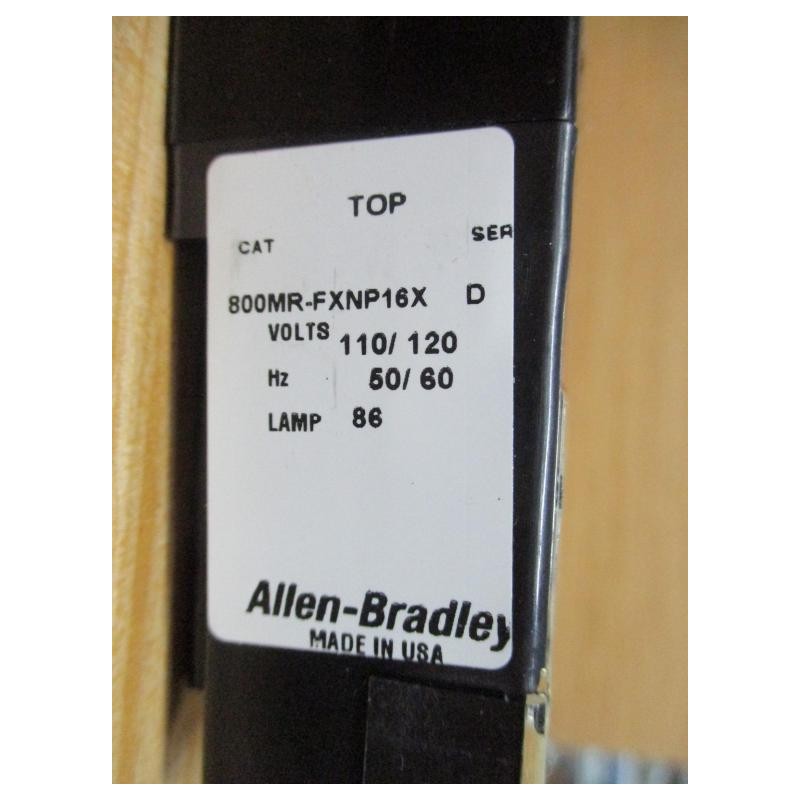 TOP
CAT SER
800MR-FXNP16X D
VOLTS 110/ 120
Hz 50/ 60
LAMP 86
Allen-Bradley
MADE IN USA